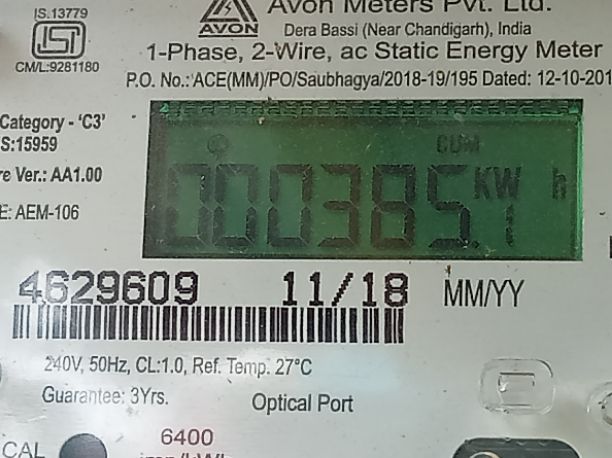 IS.13779
ISI
CM/L:9281180
AVON
Avon Meters Pvt. Ltd.
Dera Bassi (Near Chandigarh), India
1-Phase, 2-Wire, ac Static Energy Meter
P.O. No.: ACE(MM)/PO/Saubhagya/2018-19/195 Dated: 12-10-201
Category - 'C3'
S:15959
re Ver.: AA1.00
E: AEM-106
CUM
000385.1 KW h
4629609 11/18 MM/YY
240V, 50Hz, CL:1.0, Ref. Temp. 27°C
Guarantee: 3Yrs.
Optical Port
CAL
6400
imp/kWh